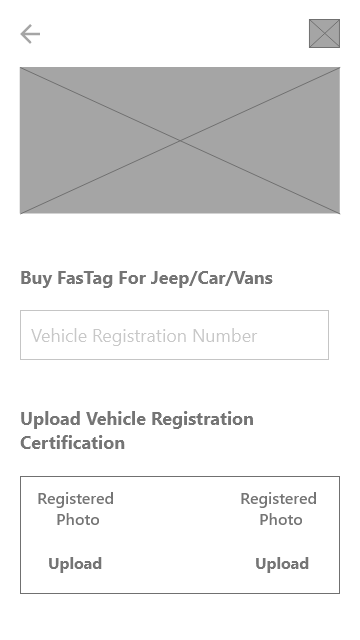 Buy FasTag For Jeep/Car/Vans
Vehicle Registration Number
Upload Vehicle Registration
Certification
Registered Photo
Registered Photo
Upload
Upload